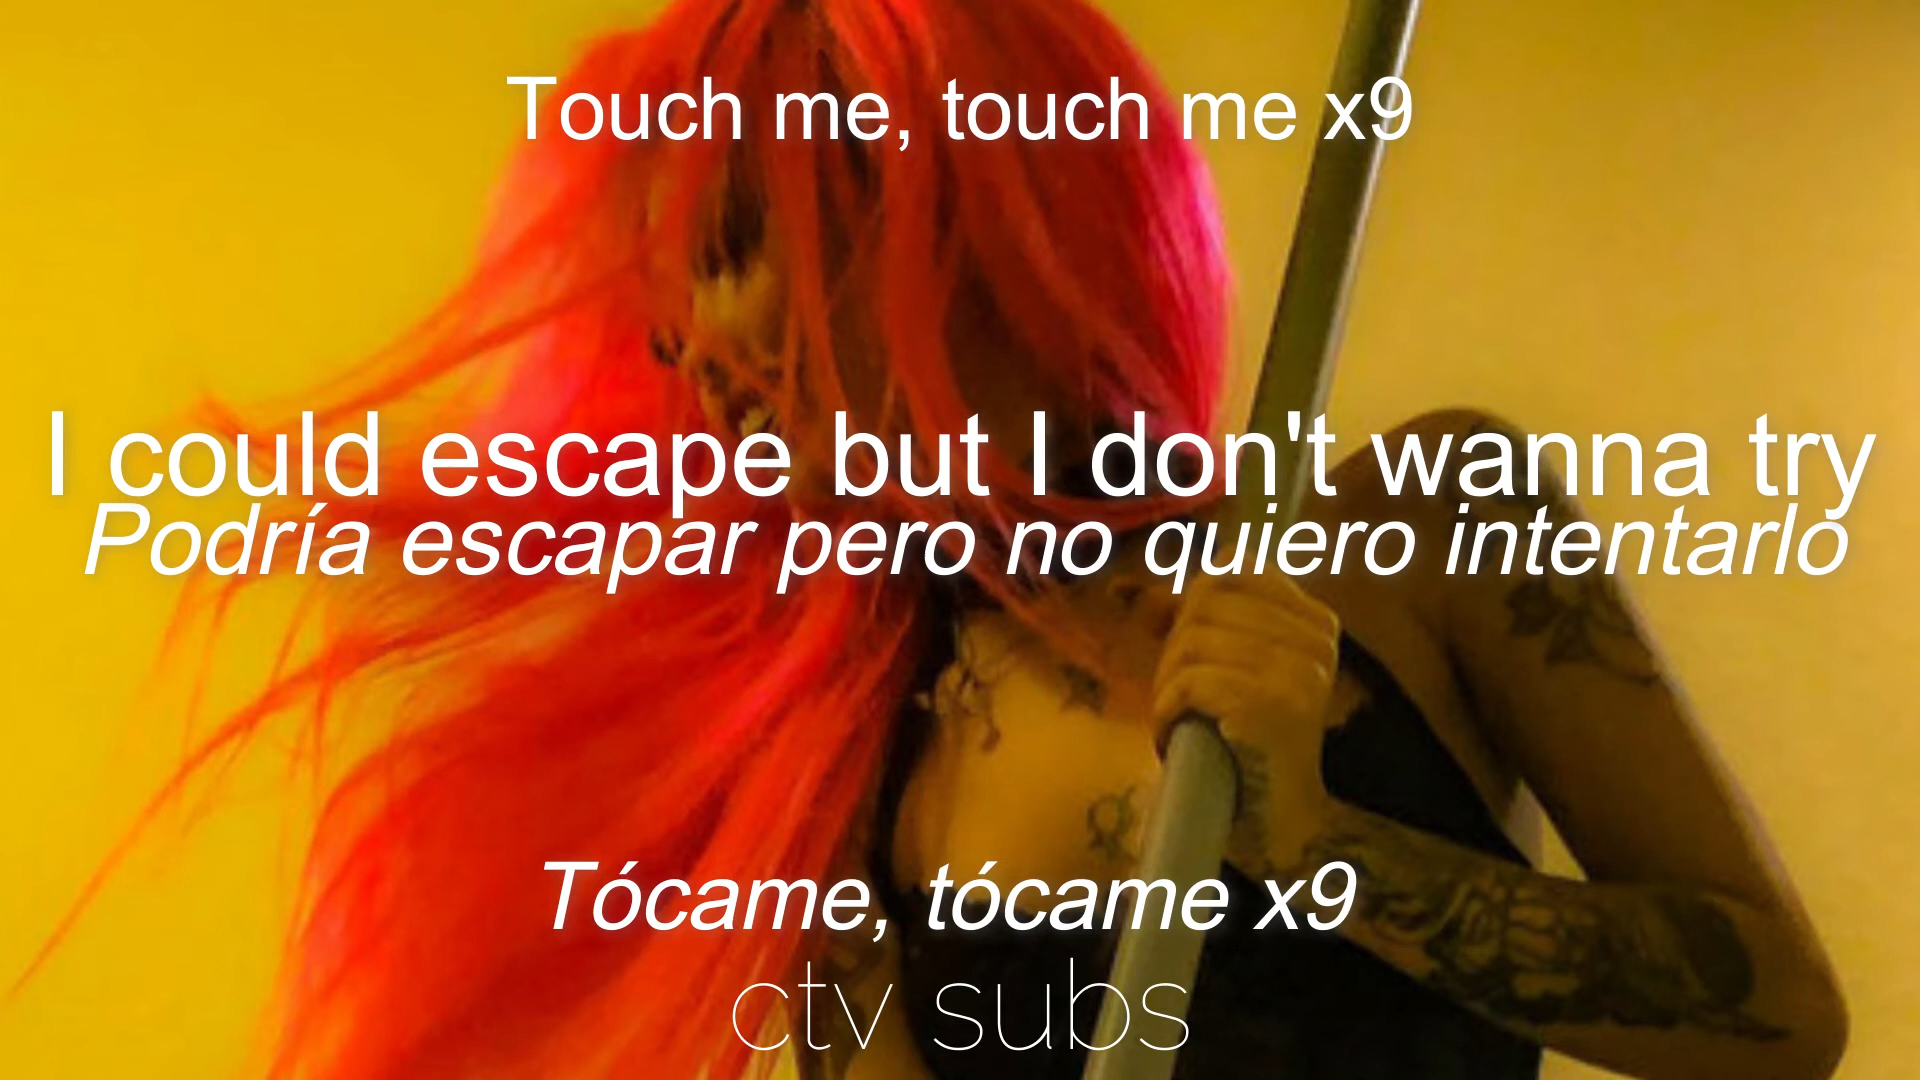 Touch me, touch me x9
I could escape but I don't wanna try
Podría escapar pero no quiero intentarlo
Tócame, tócame x9
ctv subs